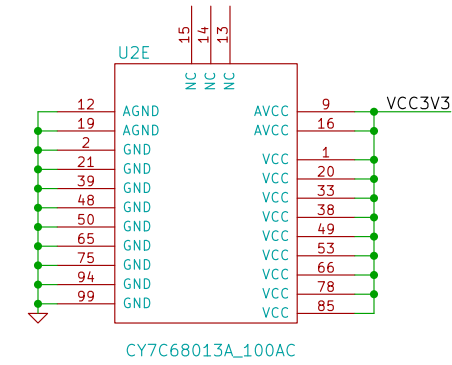 15 14 13
U2E
NC NC NC
12 AGND AVCC 9 VCC3V3
19 AGND AVCC 16
2 GND VCC 1
21 GND VCC 20
39 GND VCC 33
48 GND VCC 38
50 GND VCC 49
65 GND VCC 53
75 GND VCC 66
94 GND VCC 78
99 GND VCC 85
CY7C68013A_100AC